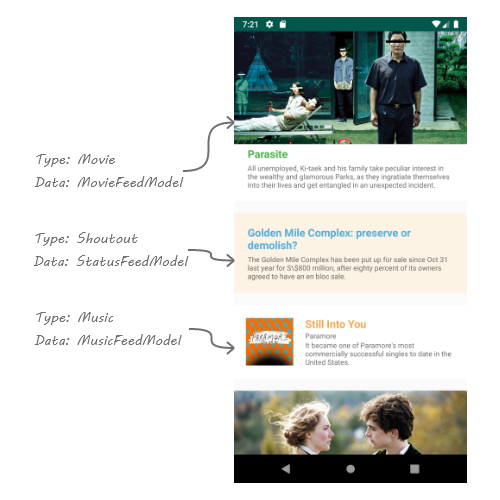 7:21
Type: Movie
Data: MovieFeedModel
Parasite
All unemployed, Ki-taek and his family take peculiar interest in
the wealthy and glamorous Parks, as they ingratiate themselves
into their lives and get entangled in an unexpected incident.
Type: Shoutout
Data: StatusFeedModel
Golden Mile Complex: preserve or
demolish?
The Golden Mile Complex has been put up for sale since Oct 31
last year for S\$800 million, after eighty percent of its owners
agreed to have an en bloc sale.
Type: Music
Data: MusicFeedModel
PARAMORE
Still Into You
Paramore
It became one of Paramore's most
commercially successful singles to date in the
United States.